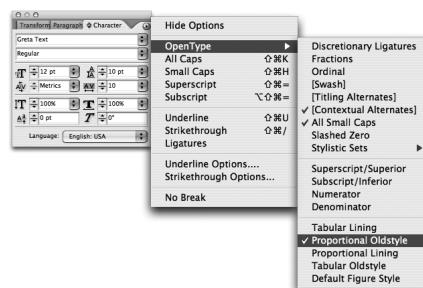 Transform Paragraph Character
Greta Text
Regular
12 pt 10 pt
Metrics 10
100% 100%
0 pt 0°
Language: English: USA
Hide Options
OpenType
All Caps ⇧⌘K
Small Caps ⇧⌘H
Superscript ⇧⌘=
Subscript ⌥⇧⌘=
Underline ⇧⌘U
Strikethrough ⇧⌘/
Ligatures
Underline Options....
Strikethrough Options...
No Break
Discretionary Ligatures
Fractions
Ordinal
[Swash]
[Titling Alternates]
✓ [Contextual Alternates]
✓ All Small Caps
Slashed Zero
Stylistic Sets
Superscript/Superior
Subscript/Inferior
Numerator
Denominator
Tabular Lining
✓ Proportional Oldstyle
Proportional Lining
Tabular Oldstyle
Default Figure Style